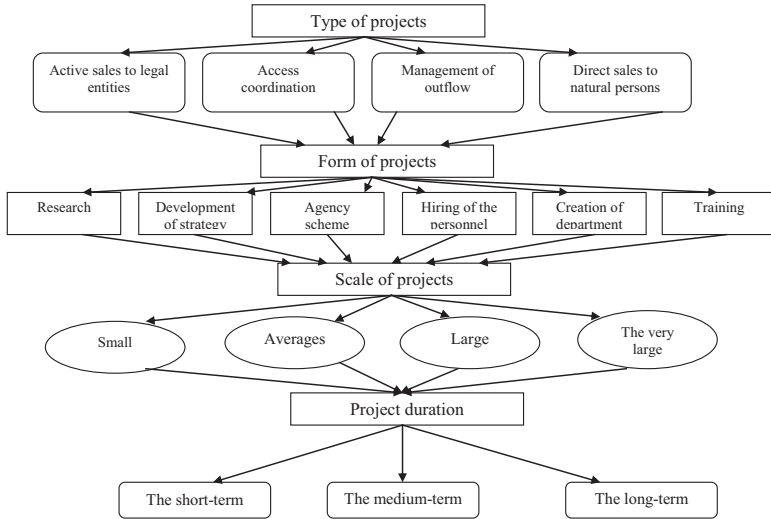 Type of projects
Active sales to legal
entities
Access
coordination
Management of
outflow
Direct sales to
natural persons
Form of projects
Research
Development
of strategy
Agency
scheme
Hiring of the
personnel
Creation of
department
Training
Scale of projects
Small
Averages
Large
The very
large
Project duration
The short-term
The medium-term
The long-term